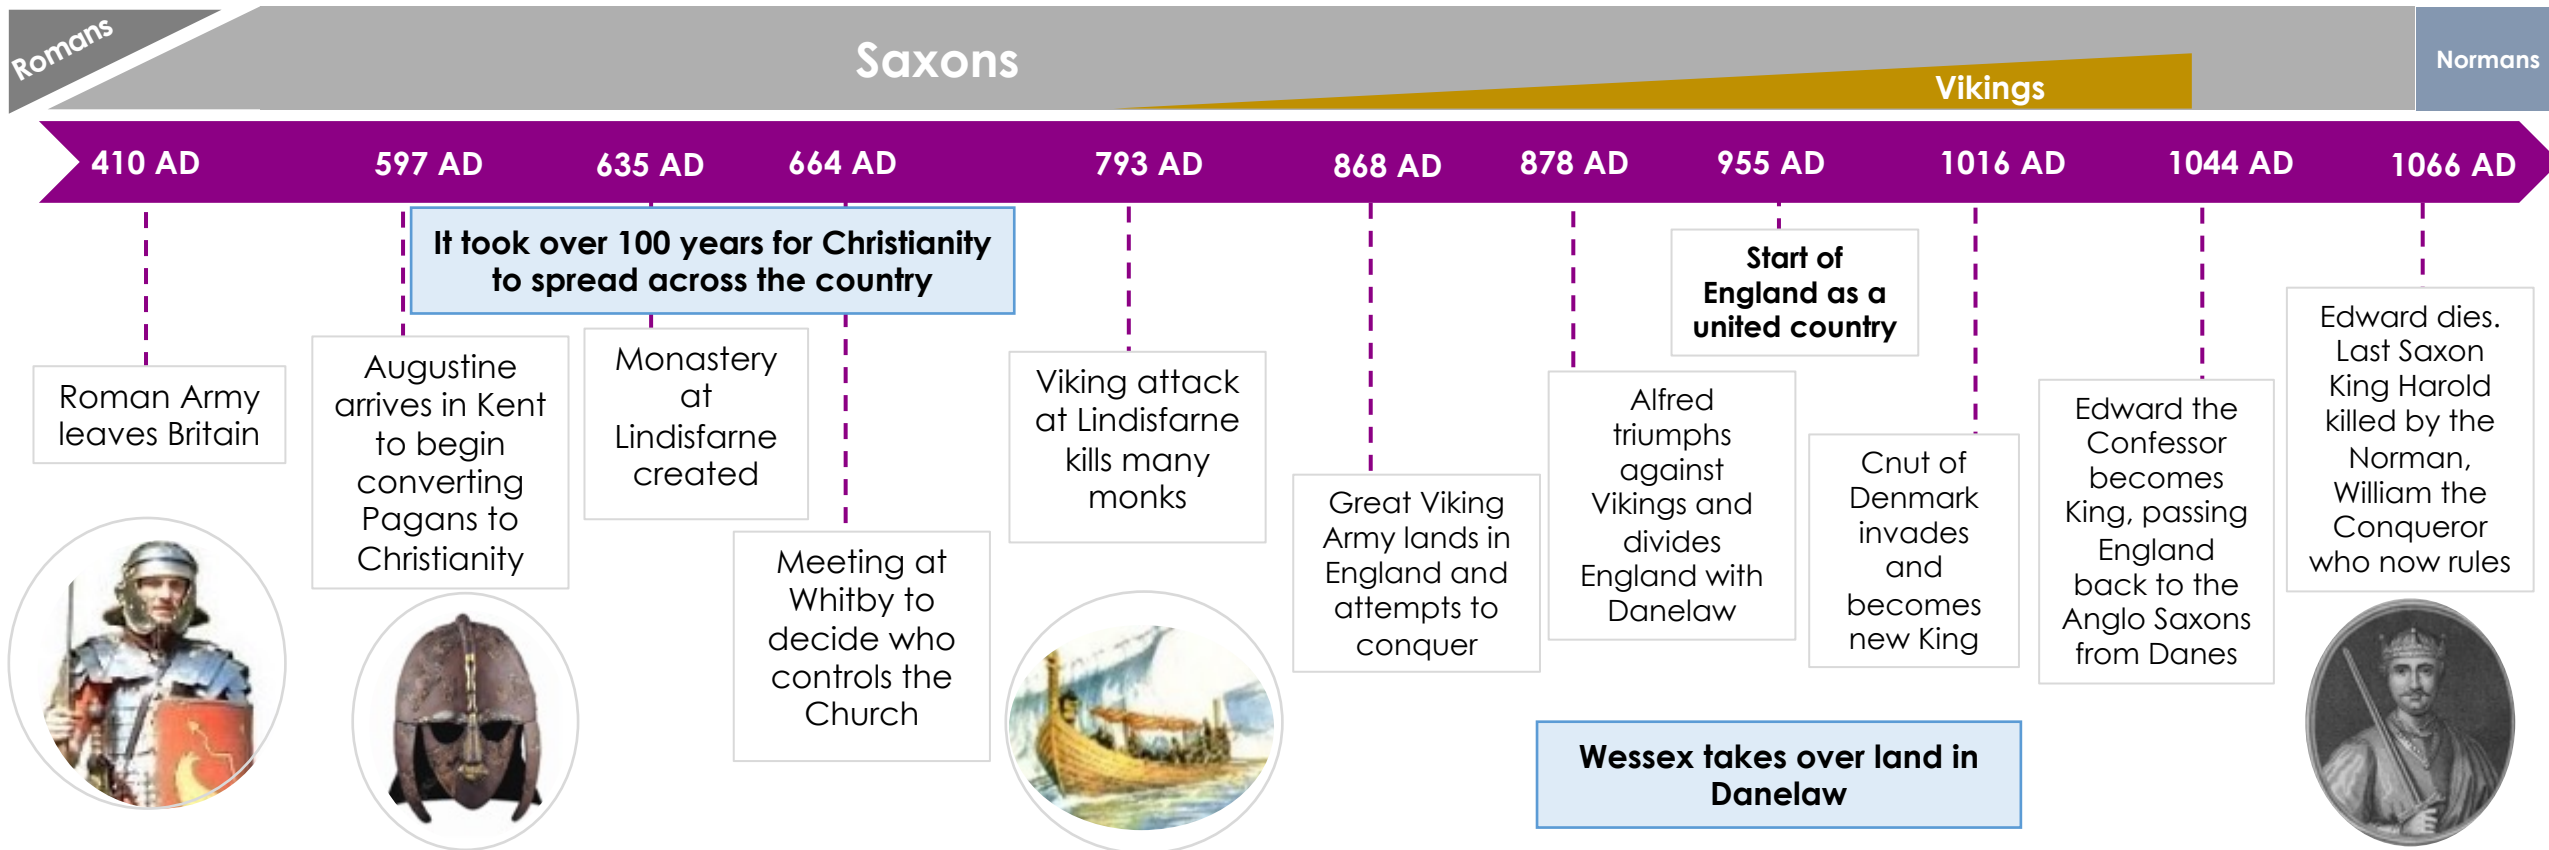 Romans
Saxons
Vikings
Normans
410 AD
597 AD
635 AD
664 AD
793 AD
868 AD
878 AD
955 AD
1016 AD
1044 AD
1066 AD
It took over 100 years for Christianity
to spread across the country
Start of
England as a
united country
Roman Army
leaves Britain
Augustine
arrives in Kent
to begin
converting
Pagans to
Christianity
Monastery
at
Lindisfarne
created
Meeting at
Whitby to
decide who
controls the
Church
Viking attack
at Lindisfarne
kills many
monks
Great Viking
Army lands in
England and
attempts to
conquer
Alfred
triumphs
against
Vikings and
divides
England with
Danelaw
Cnut of
Denmark
invades
and
becomes
new King
Edward the
Confessor
becomes
King, passing
England
back to the
Anglo Saxons
from Danes
Edward dies.
Last Saxon
King Harold
killed by the
Norman,
William the
Conqueror
who now rules
Wessex takes over land in
Danelaw